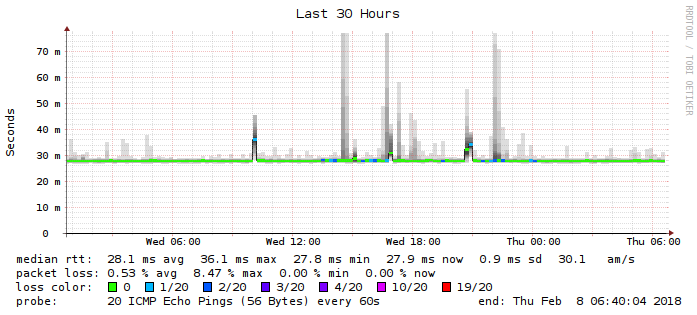 Last 30 Hours
RRDTOOL / TOBI OETIKER
Seconds
70 m
60 m
50 m
40 m
30 m
20 m
10 m
0
Wed 06:00 Wed 12:00 Wed 18:00 Thu 00:00 Thu 06:00
median rtt: 28.1 ms avg 36.1 ms max 27.8 ms min 27.9 ms now 0.9 ms sd 30.1 am/s
packet loss: 0.53 % avg 8.47 % max 0.00 % min 0.00 % now
loss color: 0 1/20 2/20 3/20 4/20 10/20 19/20
probe: 20 ICMP Echo Pings (56 Bytes) every 60s end: Thu Feb 8 06:40:04 2018